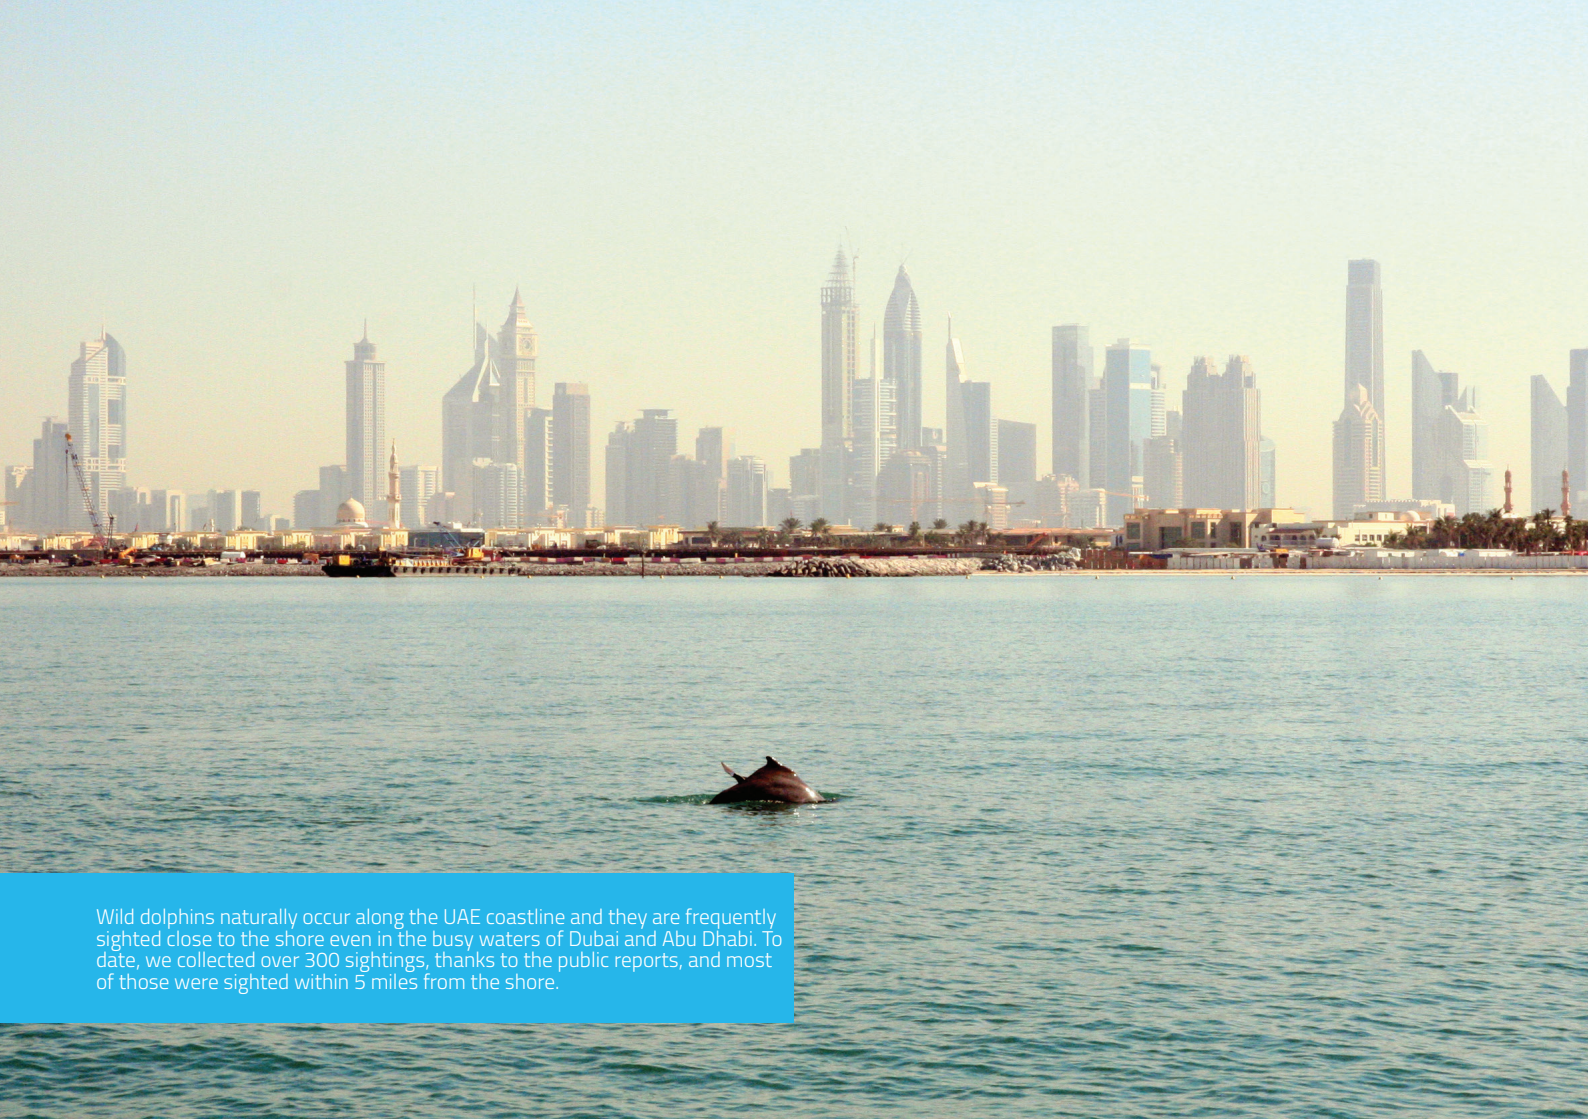 Wild dolphins naturally occur along the UAE coastline and they are frequently
sighted close to the shore even in the busy waters of Dubai and Abu Dhabi. To
date, we collected over 300 sightings, thanks to the public reports, and most
of those were sighted within 5 miles from the shore.